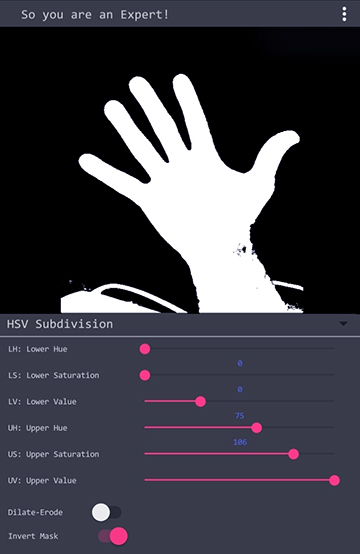 So you are an Expert!
HSV Subdivision
LH: Lower Hue
0
LS: Lower Saturation
0
LV: Lower Value
75
UH: Upper Hue
106
US: Upper Saturation
UV: Upper Value
Dilate-Erode
Invert Mask